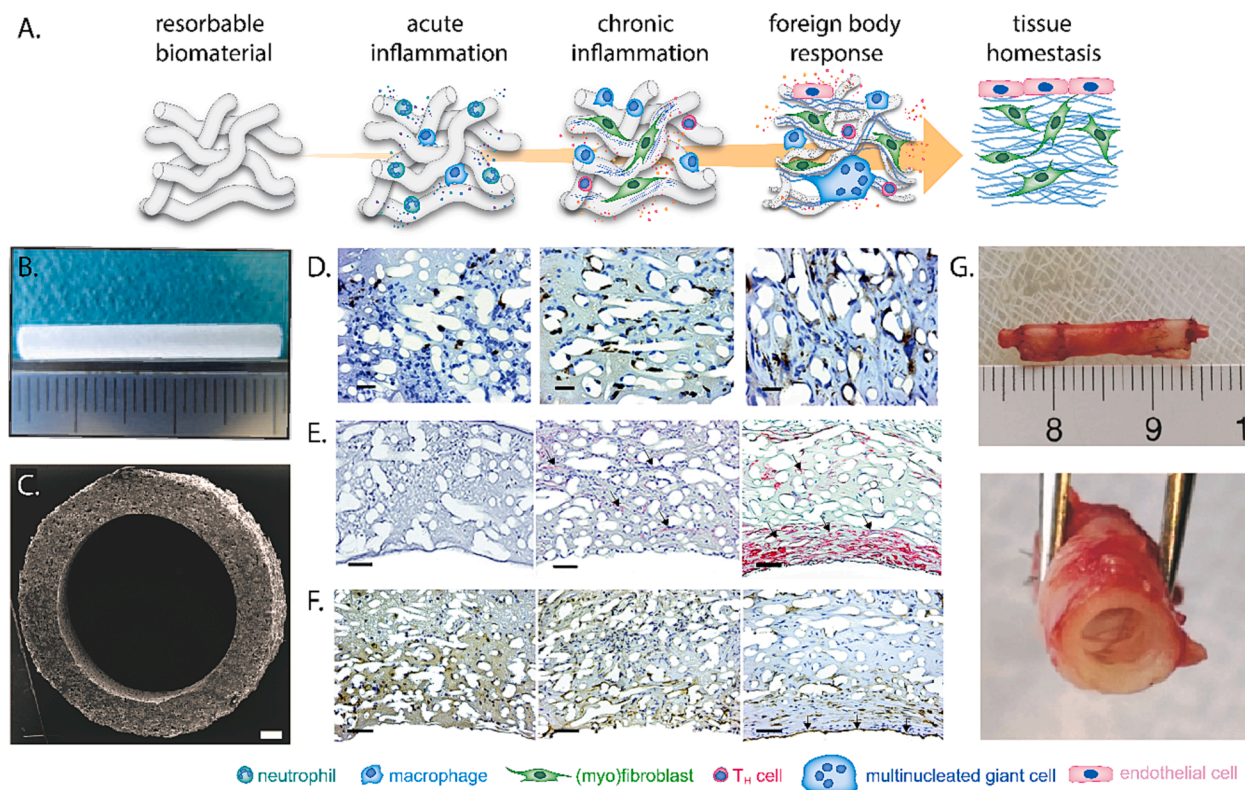 A.
resorbable
biomaterial
acute
inflammation
chronic
inflammation
foreign body
response
tissue
homestasis
B.
C.
D.
E.
F.
G.
8 9 1
neutrophil
macrophage
(myo)fibroblast
TH cell
multinucleated giant cell
endothelial cell